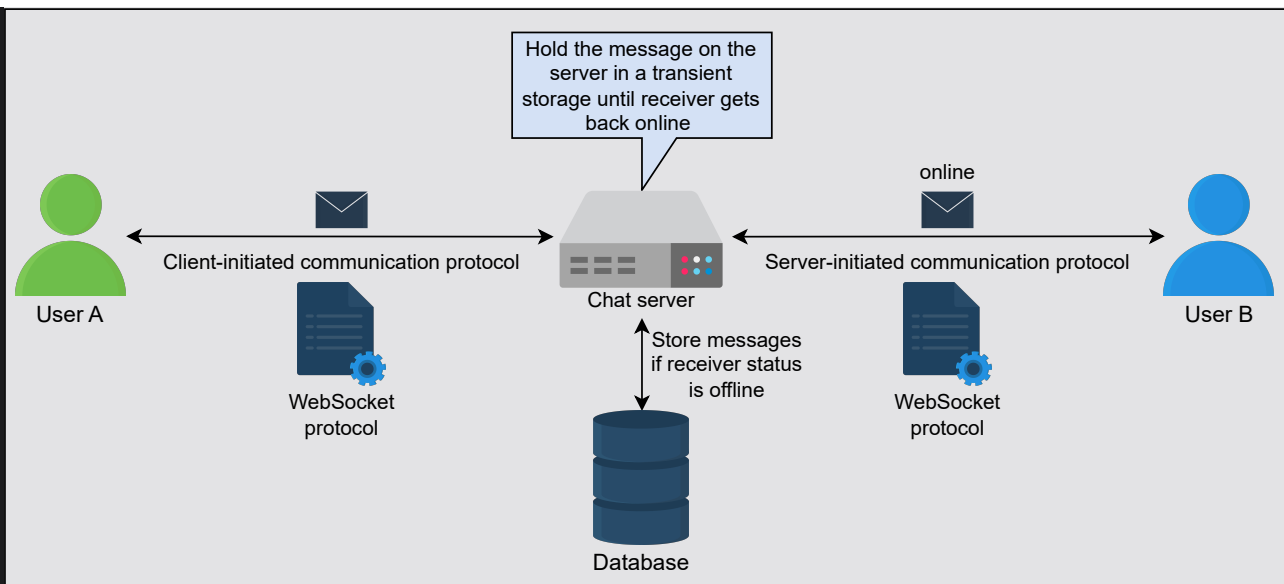 Hold the message on the
server in a transient
storage until receiver gets
back online
online
Client-initiated communication protocol
Server-initiated communication protocol
User A
Chat server
User B
Store messages
if receiver status
is offline
WebSocket
protocol
WebSocket
protocol
Database